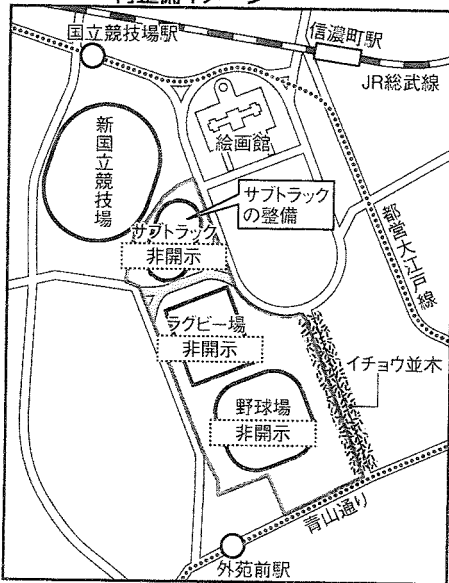 国立競技場駅
信濃町駅
JR総武線
絵画館
新国立競技場
サブトラック
の整備
サブトラック
非開示
都営大江戸線
ラグビー場
非開示
イチョウ並木
野球場
非開示
青山通り
外苑前駅